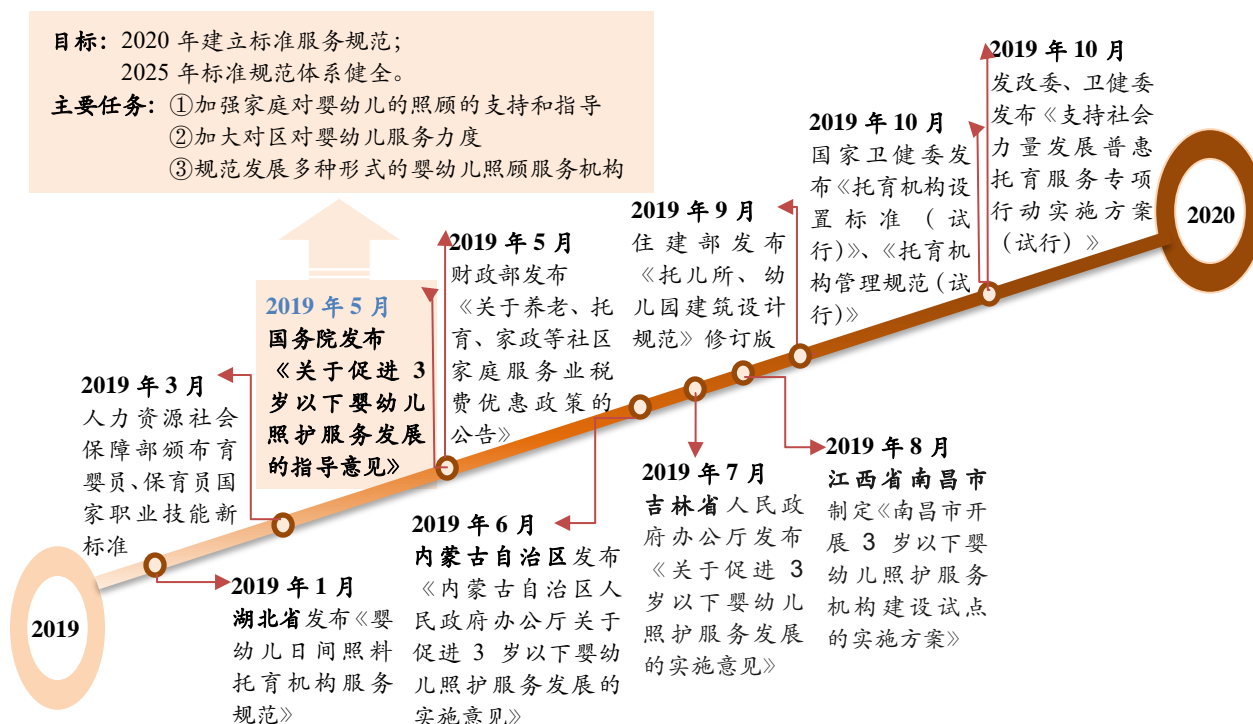 目标：2020 年建立标准服务规范；
2025 年标准规范体系健全。
主要任务：①加强家庭对婴幼儿的照顾的支持和指导
②加大对区对婴幼儿服务力度
③规范发展多种形式的婴幼儿照顾服务机构
2019
2019 年 1 月
湖北省发布《婴
幼儿日间照料
托育机构服务
规范》
2019 年 3 月
人力资源社会
保障部颁布育
婴员、保育员国
家职业技能新
标准
2019 年 5 月
国务院发布
《关于促进 3
岁以下婴幼儿
照护服务发展
的指导意见》
2019 年 5 月
财政部发布
《关于养老、托
育、家政等社区
家庭服务业税
费优惠政策的
公告》
2019 年 6 月
内蒙古自治区发布
《内蒙古自治区人
民政府办公厅关于
促进 3 岁以下婴幼
儿照护服务发展的
实施意见》
2019 年 7 月
吉林省人民政
府办公厅发布
《关于促进 3
岁以下婴幼儿
照护服务发展
的实施意见》
2019 年 8 月
江西省南昌市
制定《南昌市开
展 3 岁以下婴
幼儿照护服务
机构建设试点
的实施方案》
2019 年 9 月
住建部发布
《托儿所、幼
儿园建筑设计
规范》修订版
2019 年 10 月
国家卫健委发
布《托育机构设
置标准（试
行）》、《托育机
构管理规范（试
行）》
2019 年 10 月
发改委、卫健委
发布《支持社会
力量发展普惠
托育服务专项
行动实施方案
（试行）》
2020